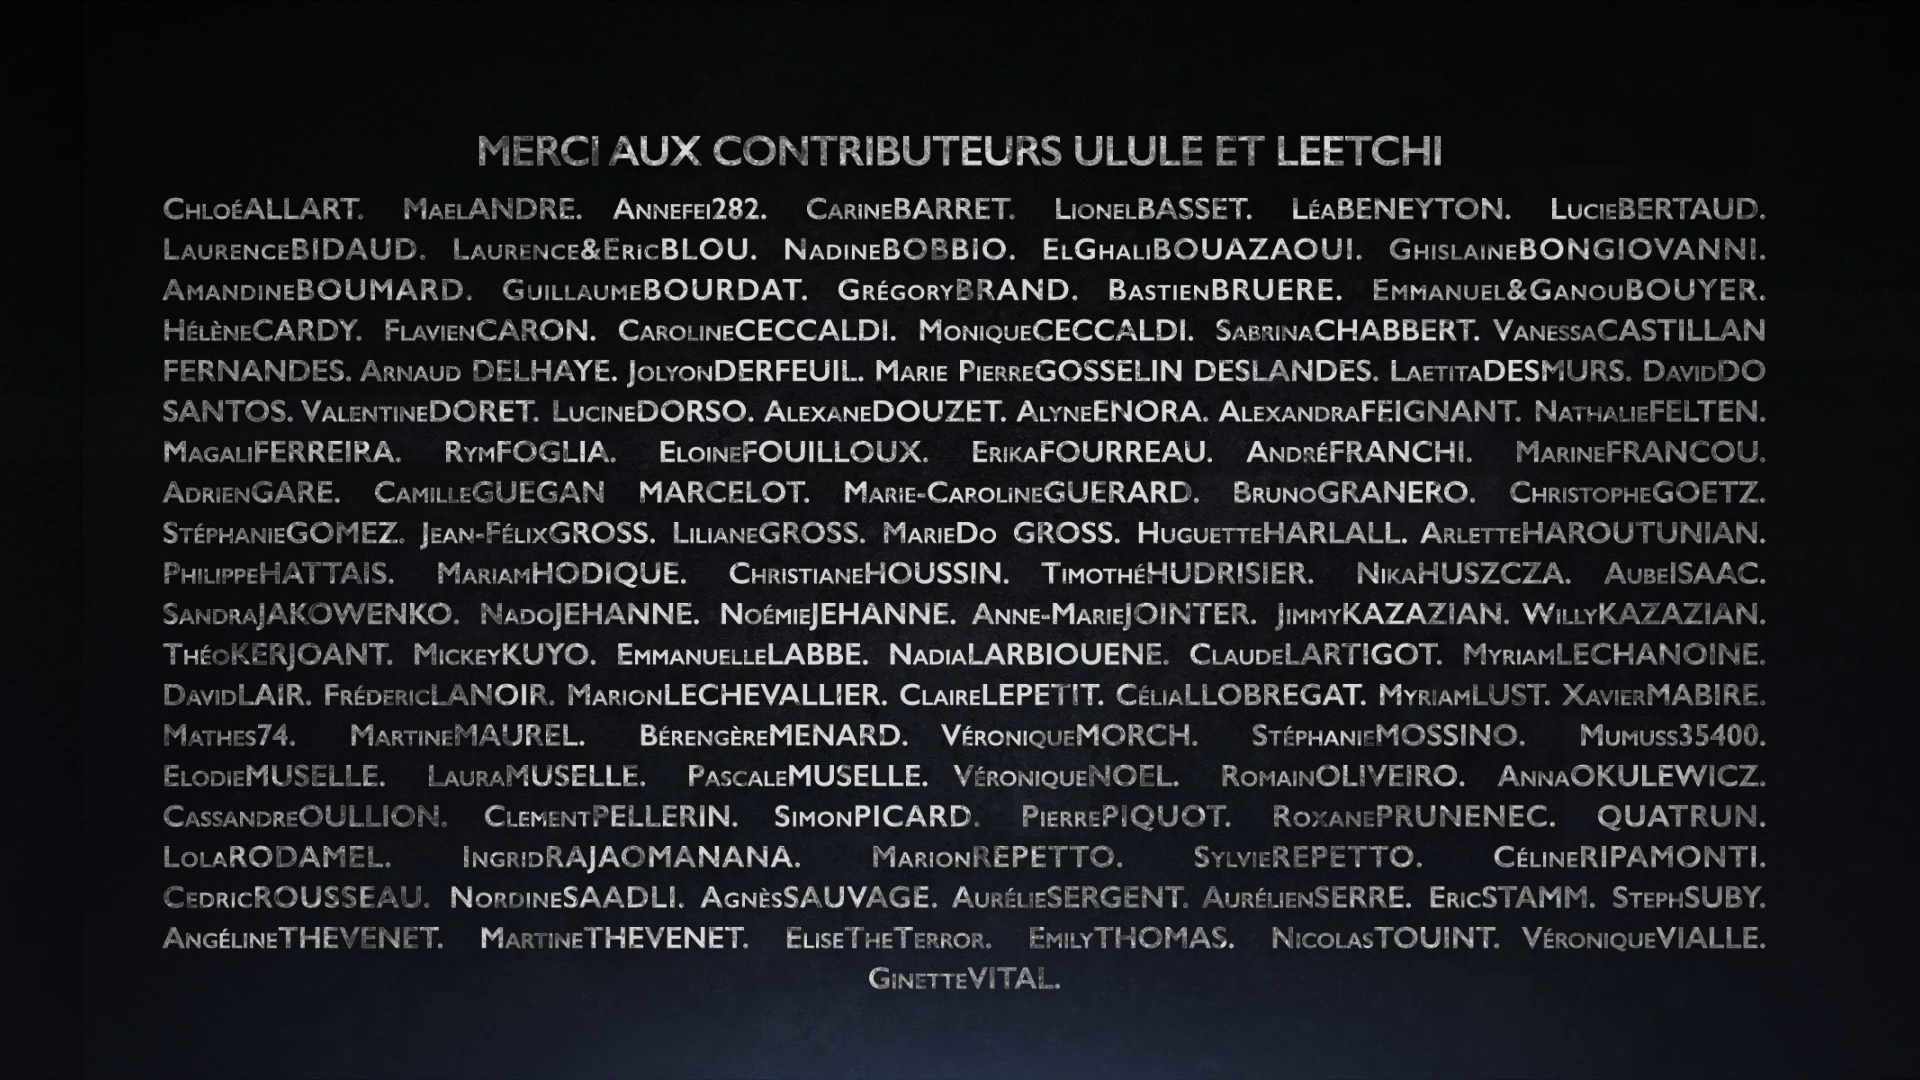 MERCI AUX CONTRIBUTEURS ULULE ET LEETCHI
ChloéALLART. MaelANDRE. Annefei282. CarineBARRET. LionelBASSET. LéaBENEYTON. LucieBERTAUD.
LaurenceBIDAUD. Laurence&EricBLOU. NadineBOBBIO. ElGhaliBOUAZAOUI. GhislaineBONGIOVANNI.
AmandineBOUMARD. GuillaumeBOURDAT. GrégoryBRAND. BastienBRUERE. Emmanuel&GanouBOUYER.
HélèneCARDY. FlavienCARON. CarolineCECCALDI. MoniqueCECCALDI. SabrinaCHABBERT. VanessaCASTILLAN
FERNANDES. Arnaud DELHAYE. JolyonDERFEUIL. Marie PierreGOSSELIN DESLANDES. LaetitaDESMURS. DavidDO
SANTOS. ValentineDORET. LucineDORSO. AlexaneDOUZET. AlyneENORA. AlexandraFEIGNANT. NathalieFELTEN.
MagaliFERREIRA. RymFOGLIA. EloineFOUILLOUX. ErikaFOURREAU. AndréFRANCHI. MarineFRANCOU.
AdrienGARE. CamilleGUEGAN MARCELOT. Marie-CarolineGUERARD. BrunoGRANERO. ChristopheGOETZ.
StéphanieGOMEZ. Jean-FélixGROSS. LilianeGROSS. MarieDo GROSS. HuguetteHARLALL. ArletteHAROUTUNIAN.
PhilippeHATTAIS. MariamHODIQUE. ChristianeHOUSSIN. TimothéHUDRISIER. NikaHUSZCZA. AubeISAAC.
SandraJAKOWENKO. NadoJEHANNE. NoémieJEHANNE. Anne-MarieJOINTER. JimmyKAZAZIAN. WillyKAZAZIAN.
ThéoKERJOANT. MickeyKUYO. EmmanuelleLABBE. NadiaLARBIOUENE. ClaudeLARTIGOT. MyriamLECHANOINE.
DavidLAIR. FrédericLANOIR. MarionLECHEVALLIER. ClaireLEPETIT. CéliaLLOBREGAT. MyriamLUST. XavierMABIRE.
Mathes74. MartineMAUREL. BérengèreMENARD. VéroniqueMORCH. StéphanieMOSSINO. Mumuss35400.
ElodieMUSELLE. LauraMUSELLE. PascaleMUSELLE. VéroniqueNOEL. RomainOLIVEIRO. AnnaOKULEWICZ.
CassandreOULLION. ClementPELLERIN. SimonPICARD. PierrePIQUOT. RoxanePRUNENEC. QUATRUN.
LolaRODAMEL. IngridRAJAOMANANA. MarionREPETTO. SylvieREPETTO. CélineRIPAMONTI.
CedricROUSSEAU. NordineSAADLI. AgnèsSAUVAGE. AurélieSERGENT. AurélienSERRE. EricSTAMM. StephSUBY.
AngélineTHEVENET. MartineTHEVENET. EliseTheTerror. EmilyTHOMAS. NicolasTOUINT. VéroniqueVIALLE.
GinetteVITAL.